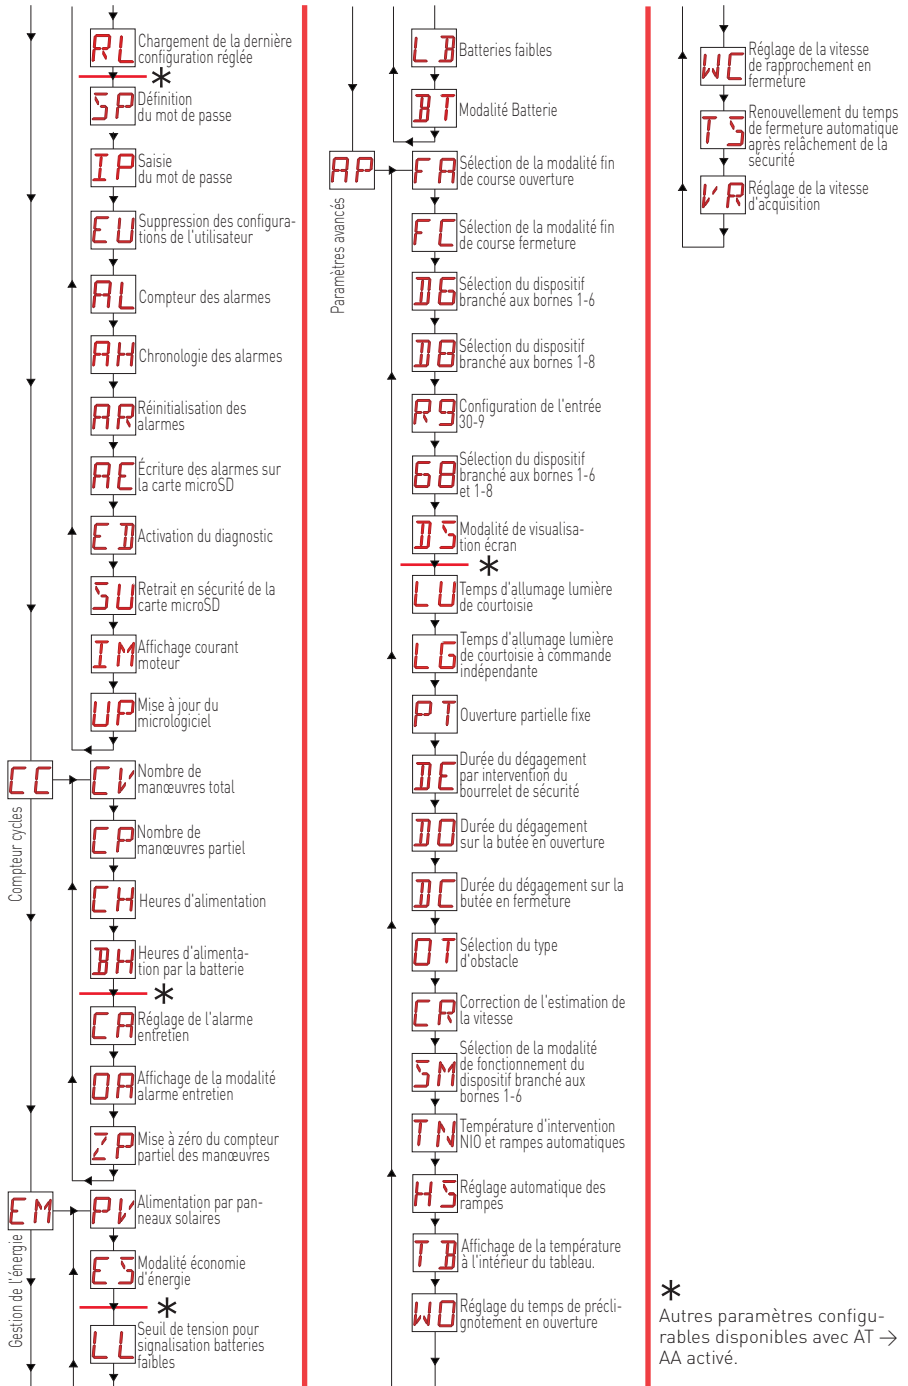 RL
Chargement de la dernière
configuration réglée
*
SP
Définition
du mot de passe
IP
Saisie
du mot de passe
EU
Suppression des configura-
tions de l'utilisateur
AL
Compteur des alarmes
AH
Chronologie des alarmes
AR
Réinitialisation des
alarmes
AE
Écriture des alarmes sur
la carte microSD
ED
Activation du diagnostic
SU
Retrait en sécurité de la
carte microSD
IM
Affichage courant
moteur
UP
Mise à jour du
micrologiciel
CC
Compteur cycles
CV
Nombre de
manœuvres total
CP
Nombre de
manœuvres partiel
CH
Heures d'alimentation
BH
Heures d'alimenta-
tion par la batterie
*
CA
Réglage de l'alarme
entretien
OA
Affichage de la modalité
alarme entretien
ZP
Mise à zéro du compteur
partiel des manœuvres
EM
Gestion de l'énergie
PV
Alimentation par pan-
neaux solaires
ES
Modalité économie
d'énergie
*
LL
Seuil de tension pour
signalisation batteries
faibles
LB
Batteries faibles
BT
Modalité Batterie
AP
Paramètres avancés
FA
Sélection de la modalité fin
de course ouverture
FC
Sélection de la modalité fin
de course fermeture
D6
Sélection du dispositif
branché aux bornes 1-6
D8
Sélection du dispositif
branché aux bornes 1-8
R9
Configuration de l'entrée
30-9
68
Sélection du dispositif
branché aux bornes 1-6
et 1-8
DS
Modalité de visualisa-
tion écran
*
LU
Temps d'allumage lumière
de courtoisie
LG
Temps d'allumage lumière
de courtoisie à commande
indépendante
PT
Ouverture partielle fixe
DE
Durée du dégagement
par intervention du
bourrelet de sécurité
DO
Durée du dégagement
sur la butée en ouverture
DC
Durée du dégagement sur la
butée en fermeture
OT
Sélection du type
d'obstacle
CR
Correction de l'estimation de
la vitesse
SM
Sélection de la modalité
de fonctionnement du
dispositif branché aux
bornes 1-6
TN
Température d'intervention
NIO et rampes automatiques
HS
Réglage automatique des
rampes
TB
Affichage de la température
à l'intérieur du tableau.
WO
Réglage du temps de précli-
gnotement en ouverture
WC
Réglage de la vitesse
de rapprochement en
fermeture
TS
Renouvellement du temps
de fermeture automatique
après relâchement de la
sécurité
VR
Réglage de la vitesse
d'acquisition
*
Autres paramètres configu-
rables disponibles avec AT →
AA activé.